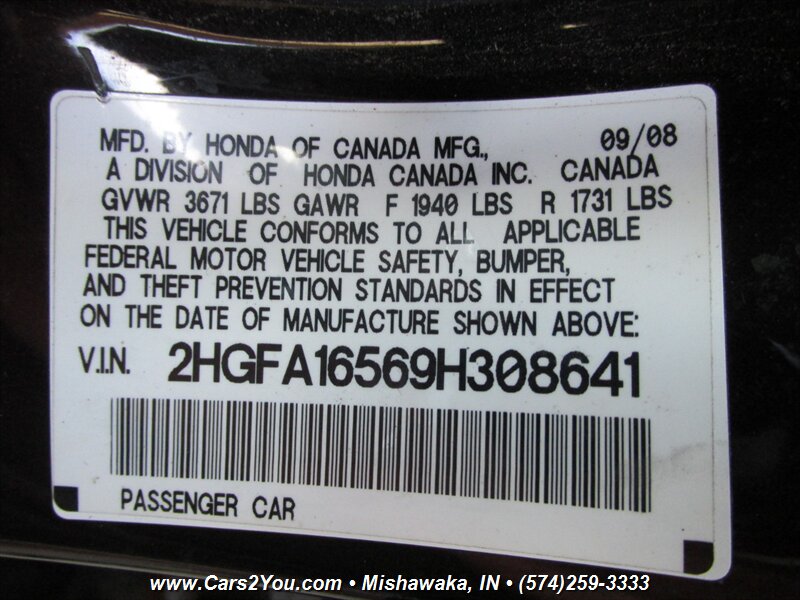 MFD. BY HONDA OF CANADA MFG., 09/08
A DIVISION OF HONDA CANADA INC. CANADA
GVWR 3671 LBS GAWR F 1940 LBS R 1731 LBS
THIS VEHICLE CONFORMS TO ALL APPLICABLE
FEDERAL MOTOR VEHICLE SAFETY, BUMPER,
AND THEFT PREVENTION STANDARDS IN EFFECT
ON THE DATE OF MANUFACTURE SHOWN ABOVE:
V.I.N. 2HGFA16569H308641
PASSENGER CAR
www.Cars2You.com • Mishawaka, IN • (574)259-3333